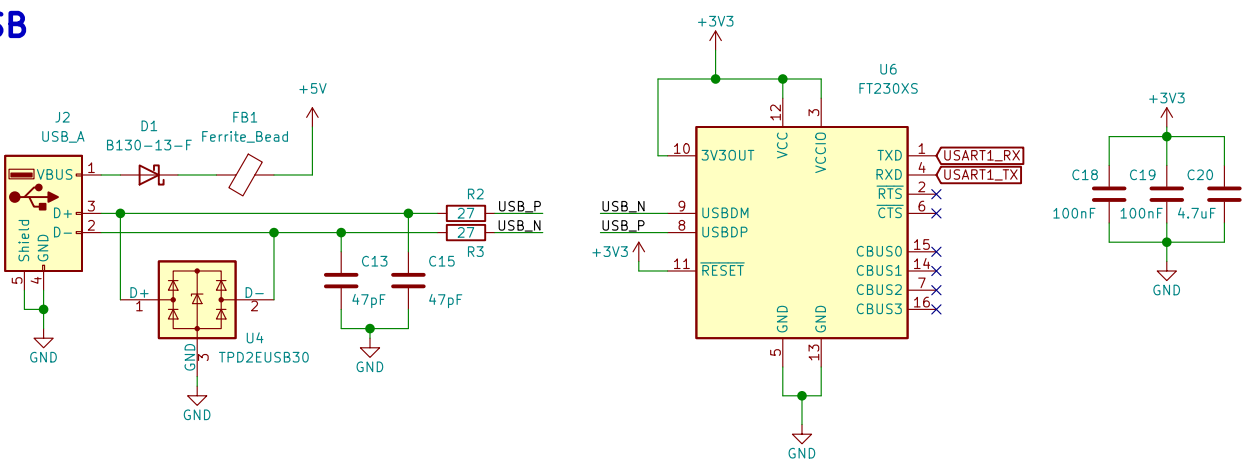 SB
J2
USB_A
VBUS
1
D+
3
D-
2
Shield
GND
5
4
GND
D1
B130-13-F
FB1
Ferrite_Bead
+5V
D+
1
D-
2
GND
3
U4
TPD2EUSB30
GND
C13
47pF
C15
47pF
GND
R2
27
USB_P
27
USB_N
R3
+3V3
U6
FT230XS
12
3
VCC
VCCIO
10
3V3OUT
USB_N
9
USBDM
USB_P
8
USBDP
+3V3
11
RESET
TXD
1
USART1_RX
RXD
4
USART1_TX
RTS
2
CTS
6
CBUS0
15
CBUS1
14
CBUS2
7
CBUS3
16
GND
GND
5
13
GND
+3V3
C18
100nF
C19
100nF
C20
4.7uF
GND